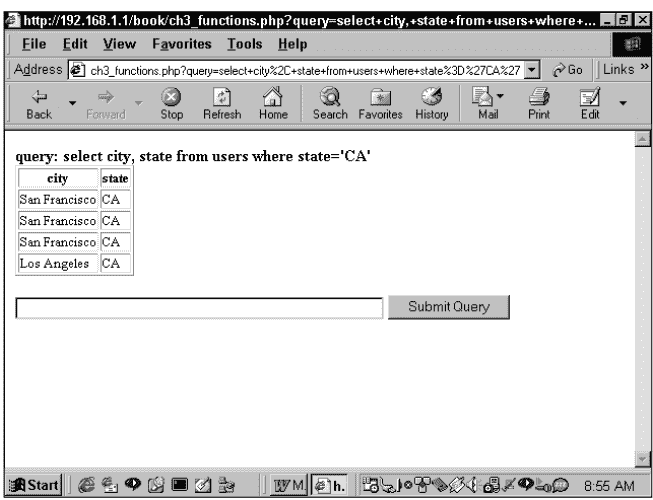 http://192.168.1.1/book/ch3_functions.php?query=select+city,+state+from+users+where+...
File Edit View Favorites Tools Help
Address ch3_functions.php?query=select+city%2C+state+from+users+where+state%3D%27CA%27 Go Links »
Back Forward Stop Refresh Home Search Favorites History Mail Print Edit
query: select city, state from users where state='CA'
city state
San Francisco CA
San Francisco CA
San Francisco CA
Los Angeles CA
Submit Query
Start M. h. 8:55 AM